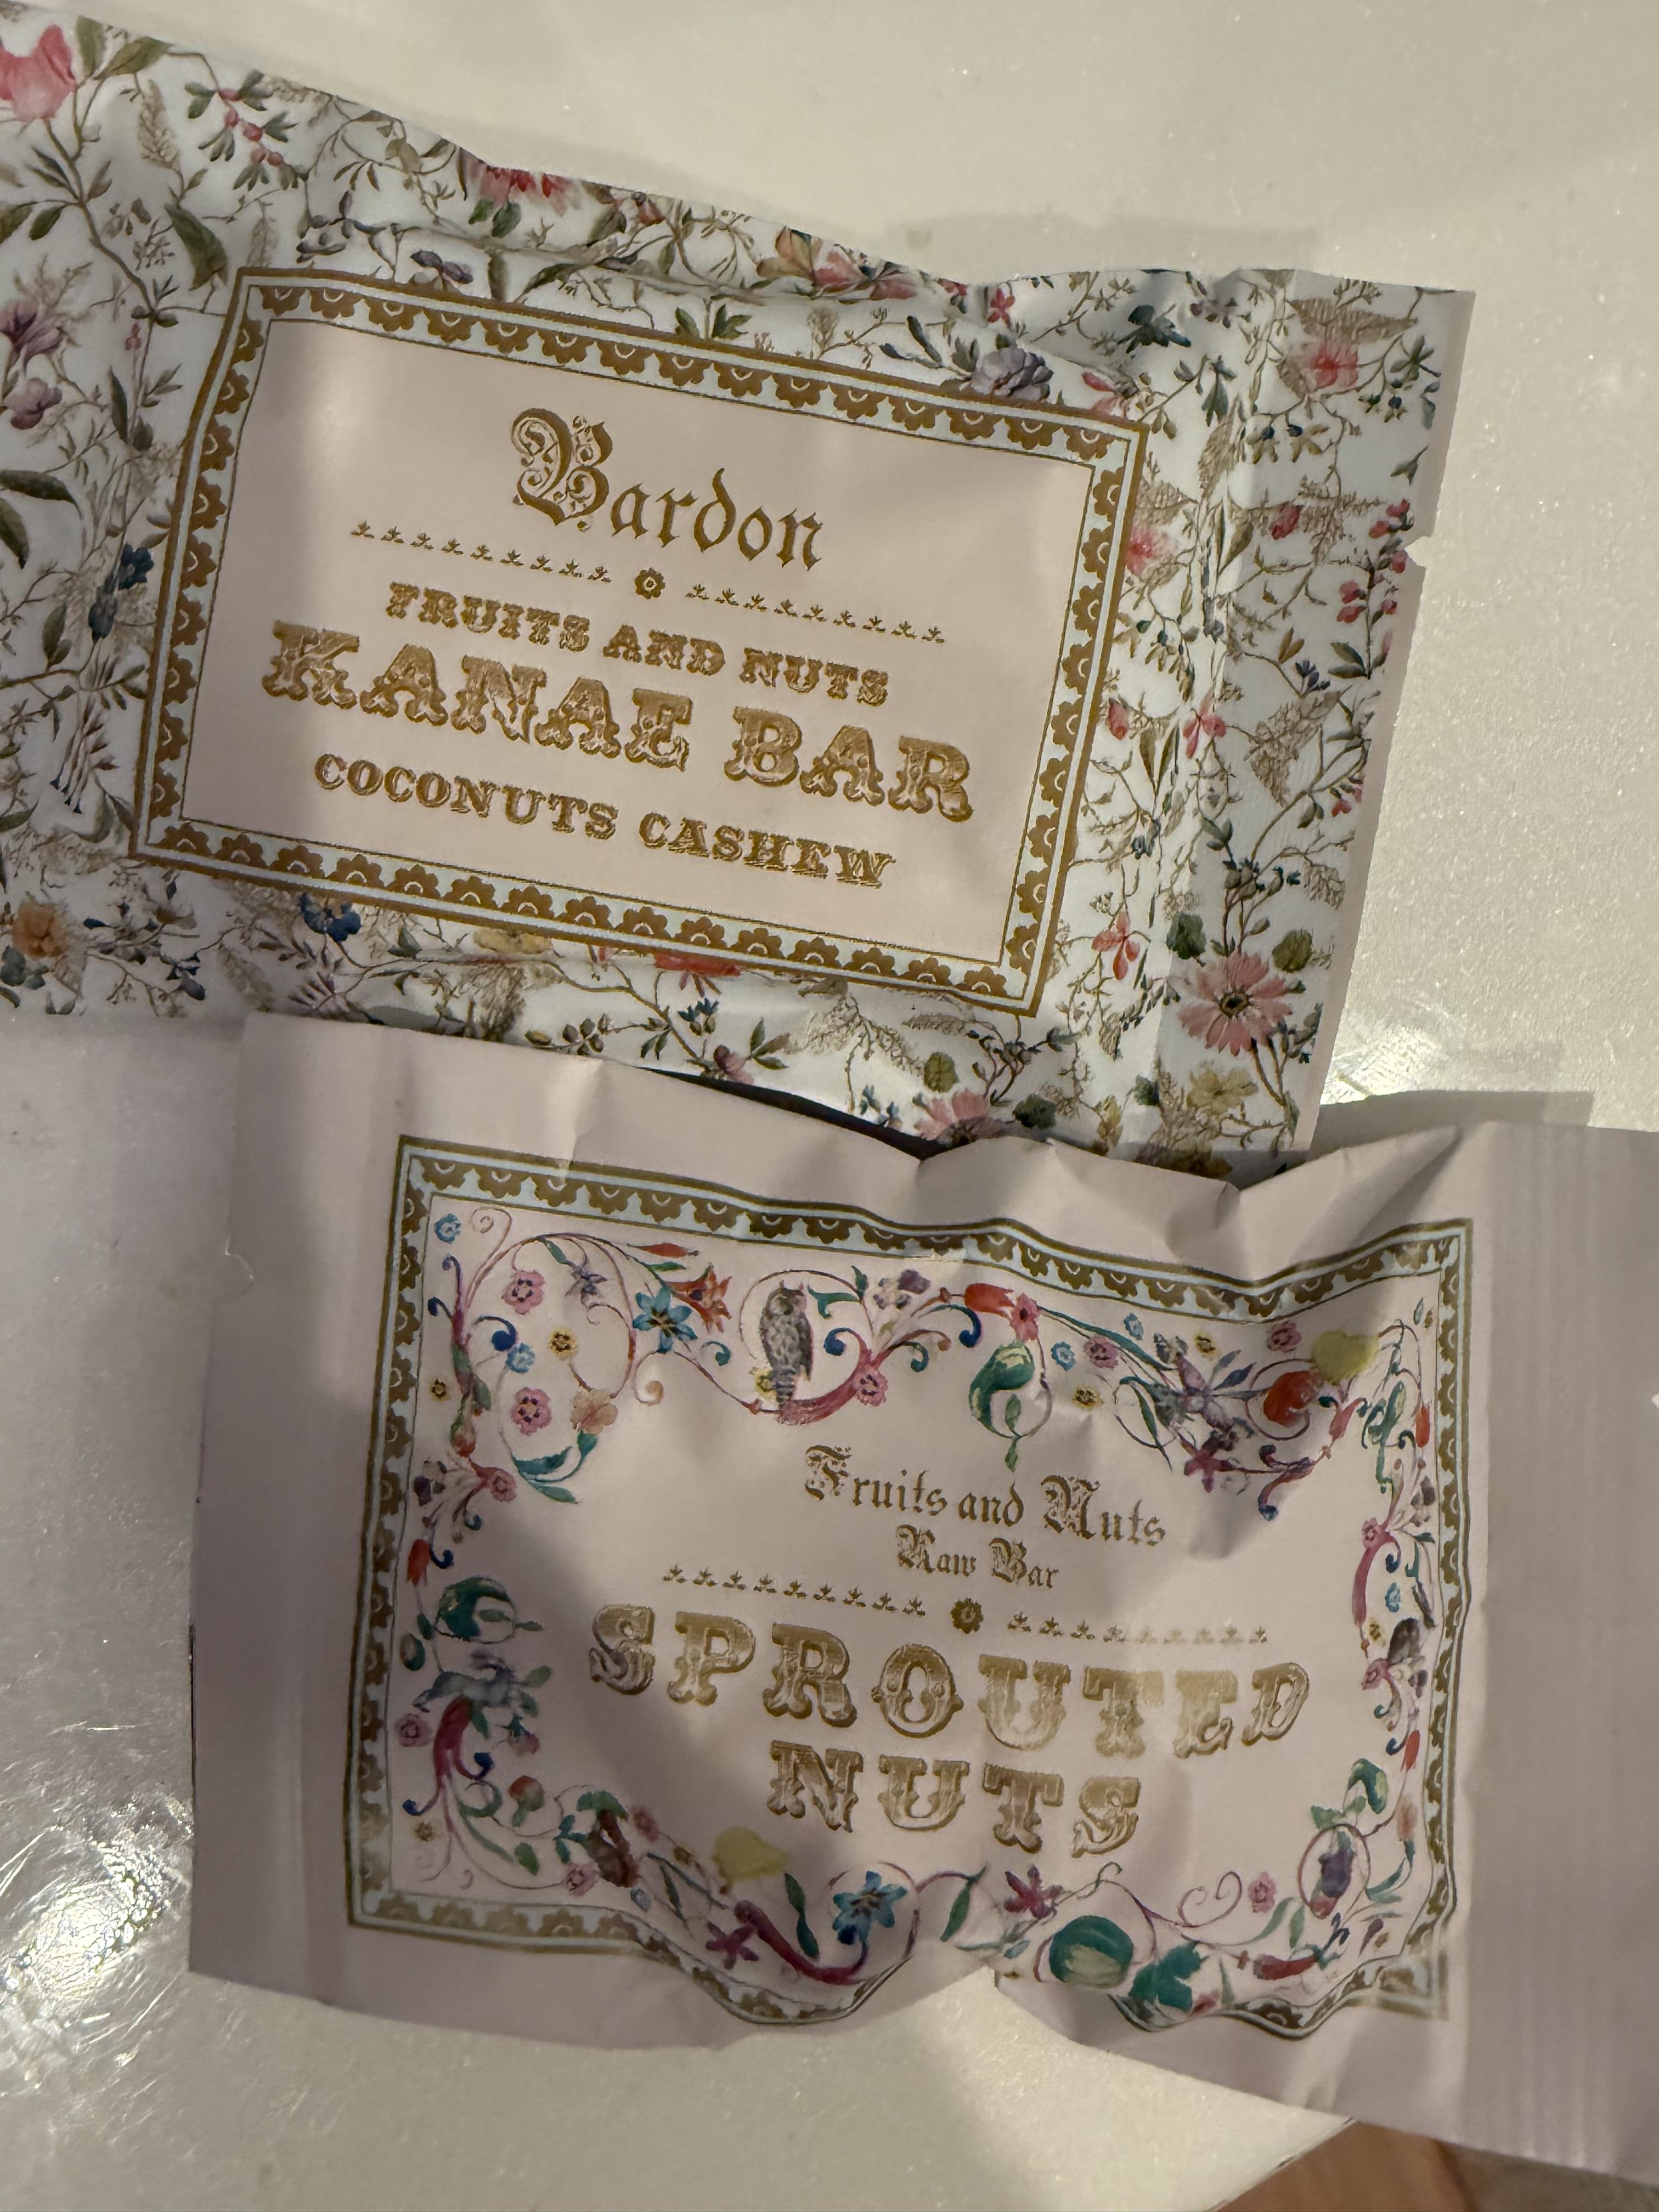 Bardon
FRUITS AND NUTS
KANAE BAR
COCONUTS CASHEW
Fruits and Nuts
Raw Bar
SPROUTED
NUTS